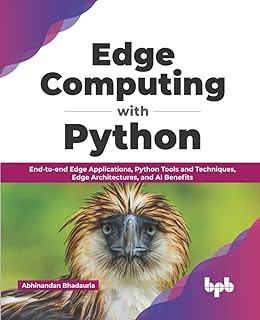 Edge
Computing
with
Python
End-to-end Edge Applications, Python Tools and Techniques,
Edge Architectures, and AI Benefits
Abhinandan Bhadauria
bpb